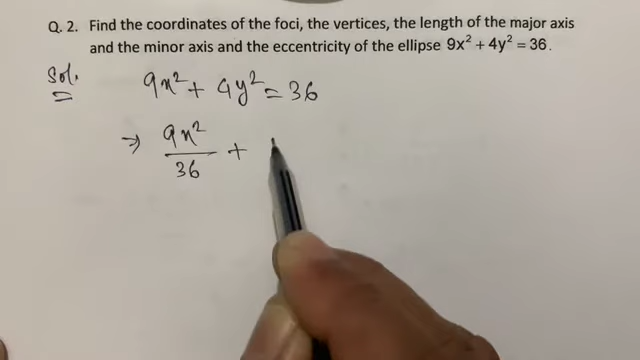 Q. 2. Find the coordinates of the foci, the vertices, the length of the major axis
and the minor axis and the eccentricity of the ellipse 9x² + 4y² = 36.
Sol.
9x² + 4y² = 36
⇒ 9x²/36 +